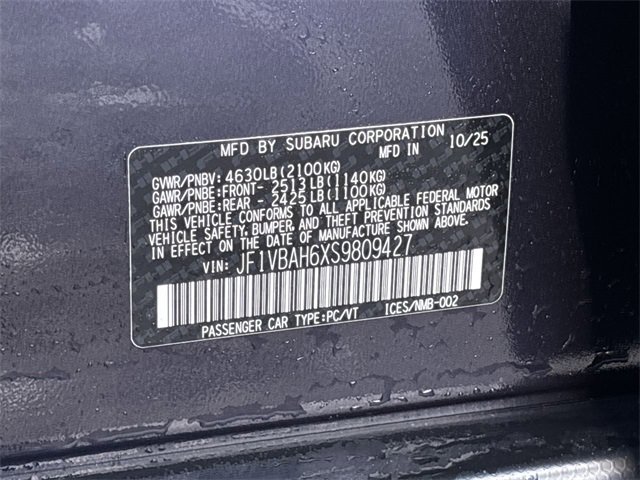 MFD BY SUBARU CORPORATION
MFD IN 10/25
GVWR/PNBV: 4630LB(2100KG)
GAWR/PNBE:FRONT- 2513LB(1140KG)
GAWR/PNBE:REAR - 2425LB(1100KG)
THIS VEHICLE CONFORMS TO ALL APPLICABLE FEDERAL MOTOR
VEHICLE SAFETY,BUMPER,AND THEFT PREVENTION STANDARDS
IN EFFECT ON THE DATE OF MANUFACTURE SHOWN ABOVE.
VIN: JF1VBAH6XS9809427
PASSENGER CAR TYPE:PC/VT ICES/NMB-002